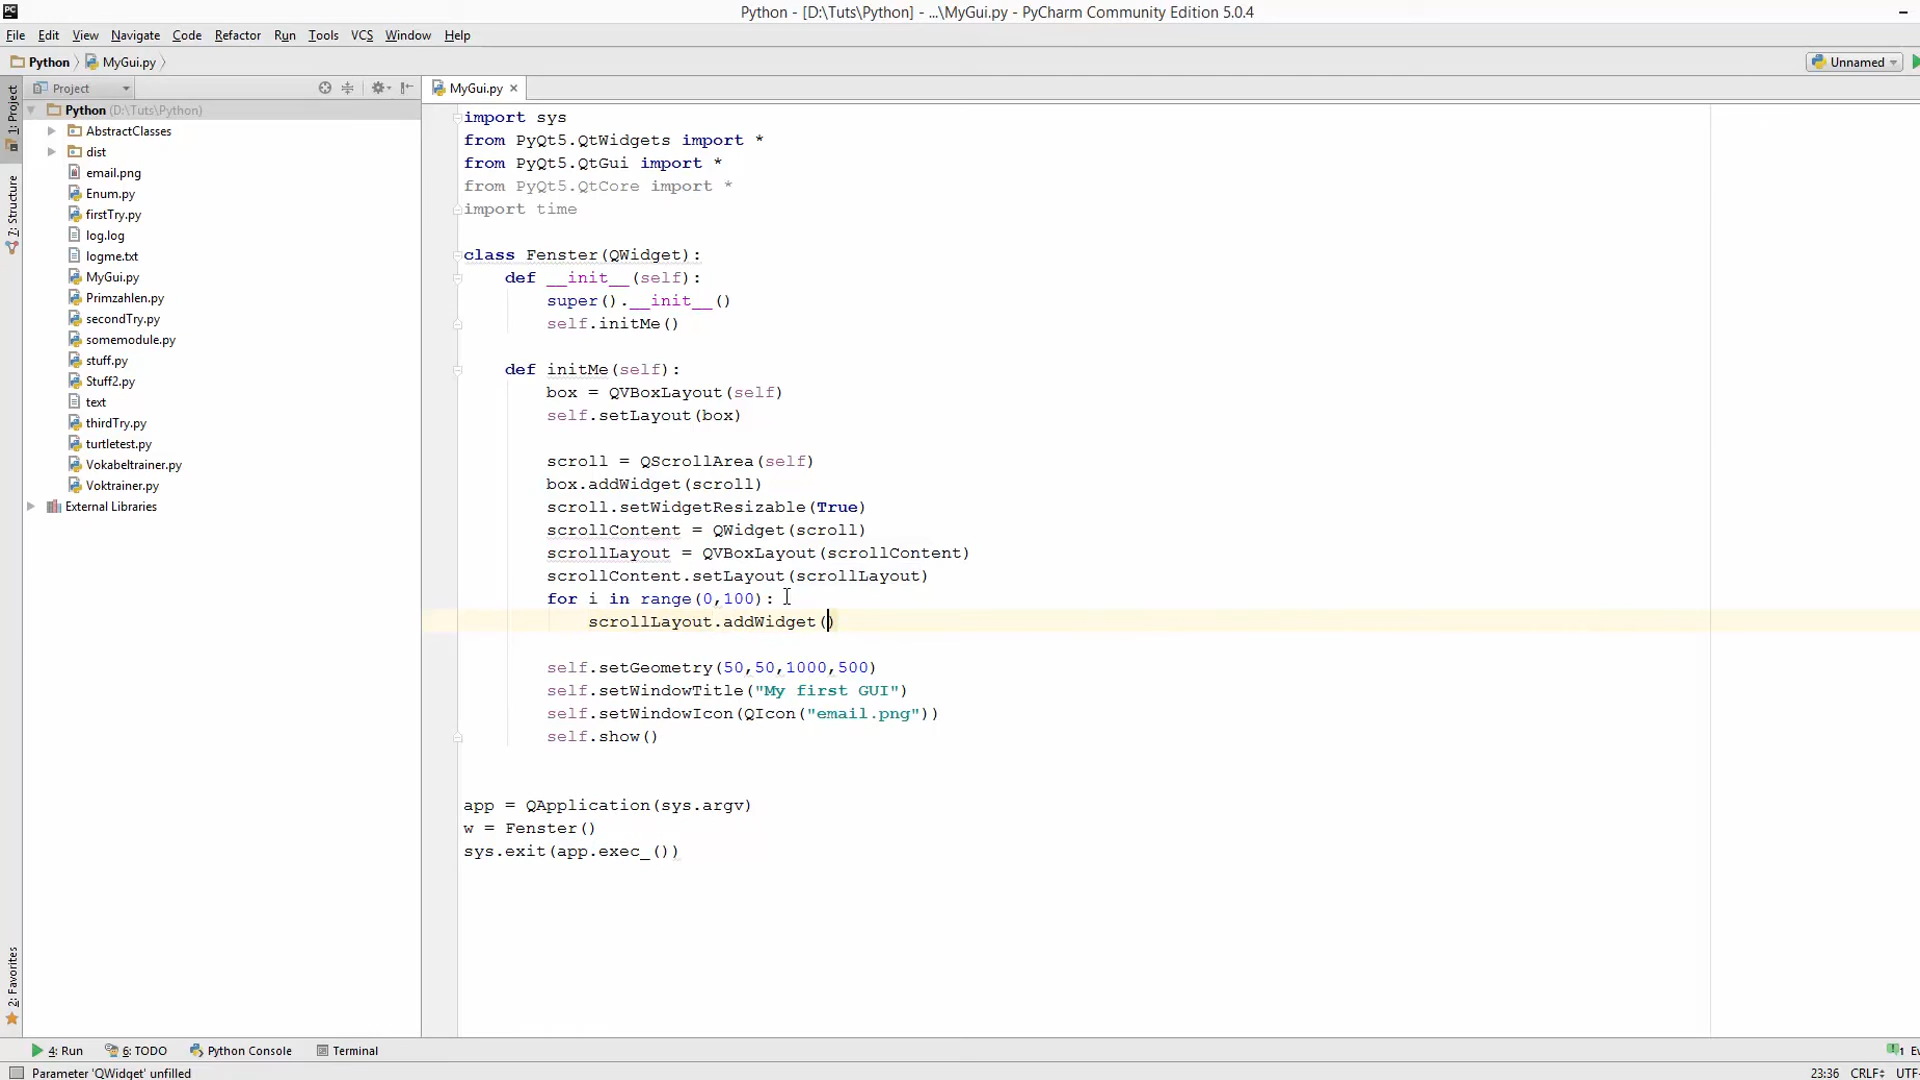 Python - [D:\Tuts\Python] - ...\MyGui.py - PyCharm Community Edition 5.0.4
File Edit View Navigate Code Refactor Run Tools VCS Window Help
Python MyGui.py Unnamed
1: Project
7: Structure
2: Favorites
Project
Python (D:\Tuts\Python)
AbstractClasses
dist
email.png
Enum.py
firstTry.py
log.log
logme.txt
MyGui.py
Primzahlen.py
secondTry.py
somemodule.py
stuff.py
Stuff2.py
text
thirdTry.py
turtletest.py
Vokabeltrainer.py
Voktrainer.py
External Libraries
MyGui.py
import sys
from PyQt5.QtWidgets import *
from PyQt5.QtGui import *
from PyQt5.QtCore import *
import time
class Fenster(QWidget):
def __init__(self):
super().__init__()
self.initMe()
def initMe(self):
box = QVBoxLayout(self)
self.setLayout(box)
scroll = QScrollArea(self)
box.addWidget(scroll)
scroll.setWidgetResizable(True)
scrollContent = QWidget(scroll)
scrollLayout = QVBoxLayout(scrollContent)
scrollContent.setLayout(scrollLayout)
for i in range(0,100):
scrollLayout.addWidget()
self.setGeometry(50,50,1000,500)
self.setWindowTitle("My first GUI")
self.setWindowIcon(QIcon("email.png"))
self.show()
app = QApplication(sys.argv)
w = Fenster()
sys.exit(app.exec_())
4: Run 6: TODO Python Console Terminal 1 Ev
Parameter 'QWidget' unfilled 23:36 CRLF UTF-